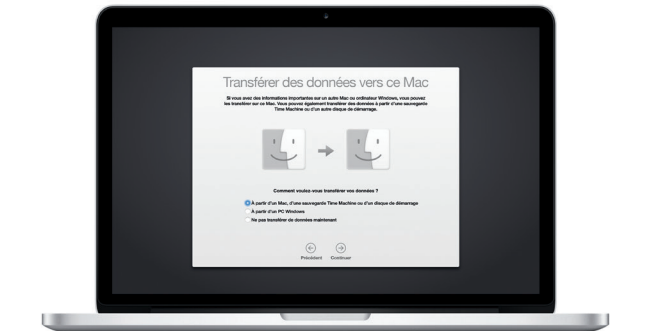 Transférer des données vers ce Mac
Si vous avez des informations importantes sur un autre Mac ou ordinateur Windows, vous pouvez
les transférer sur ce Mac. Vous pouvez également transférer des données à partir d'une sauvegarde
Time Machine ou d'un autre disque de démarrage.
Comment voulez-vous transférer vos données ?
À partir d'un Mac, d'une sauvegarde Time Machine ou d'un disque de démarrage
À partir d'un PC Windows
Ne pas transférer de données maintenant
Précédent Continuer